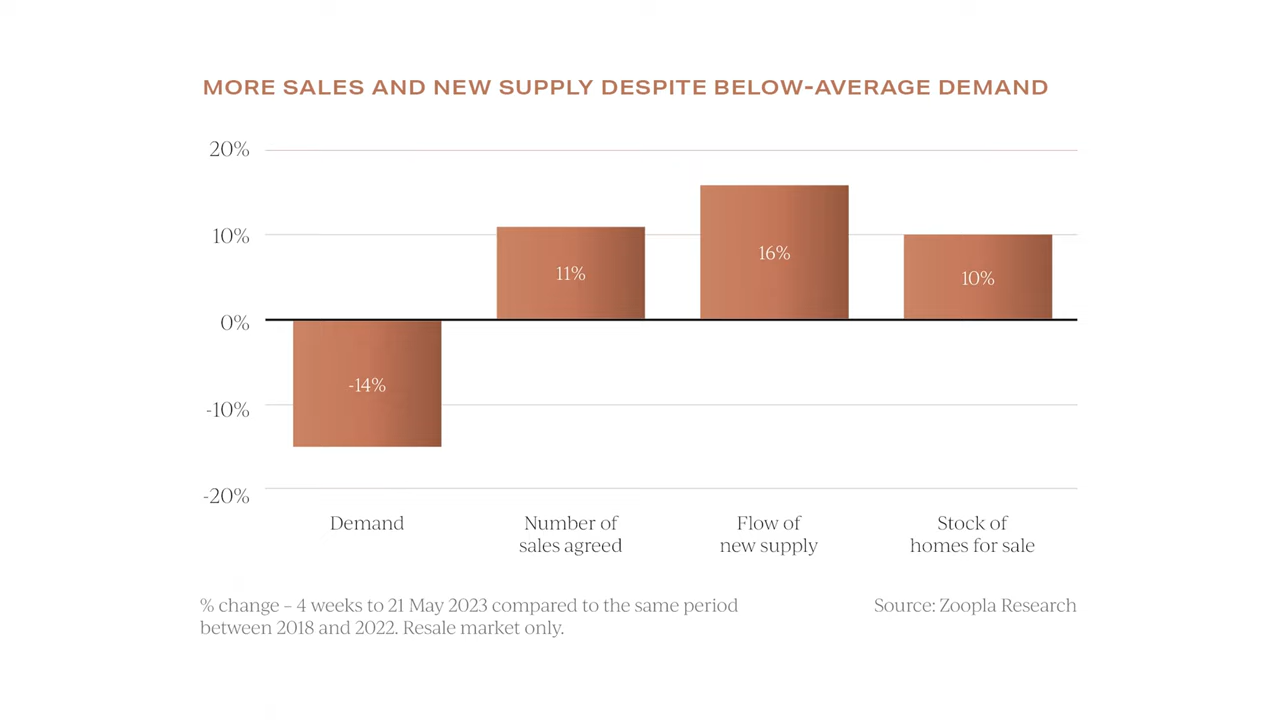 MORE SALES AND NEW SUPPLY DESPITE BELOW-AVERAGE DEMAND
20%
10%
0%
-10%
-20%
-14%
11%
16%
10%
Demand
Number of
sales agreed
Flow of
new supply
Stock of
homes for sale
% change – 4 weeks to 21 May 2023 compared to the same period
between 2018 and 2022. Resale market only.
Source: Zoopla Research